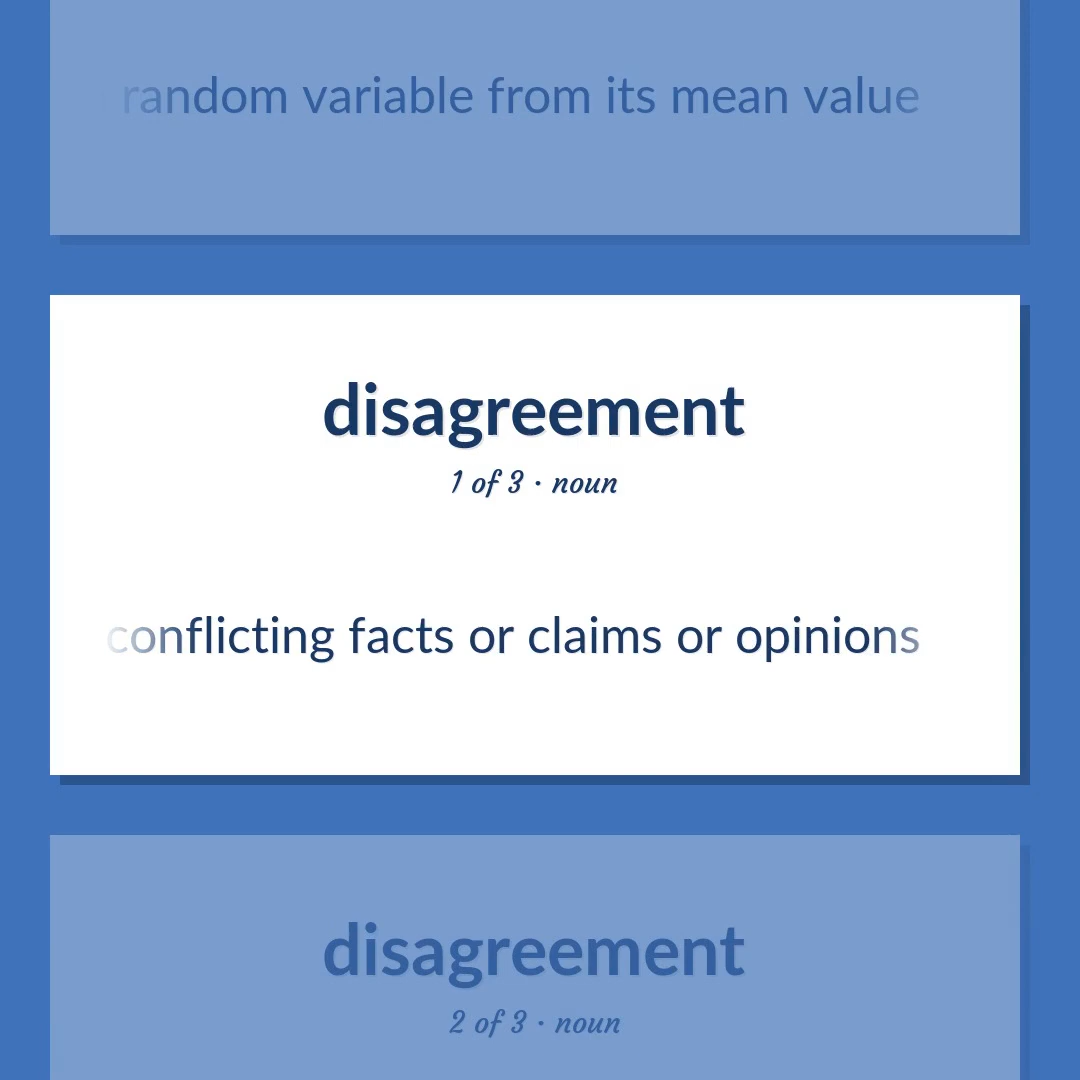 random variable from its mean value
disagreement
1 of 3 · noun
conflicting facts or claims or opinions
disagreement
2 of 3 · noun